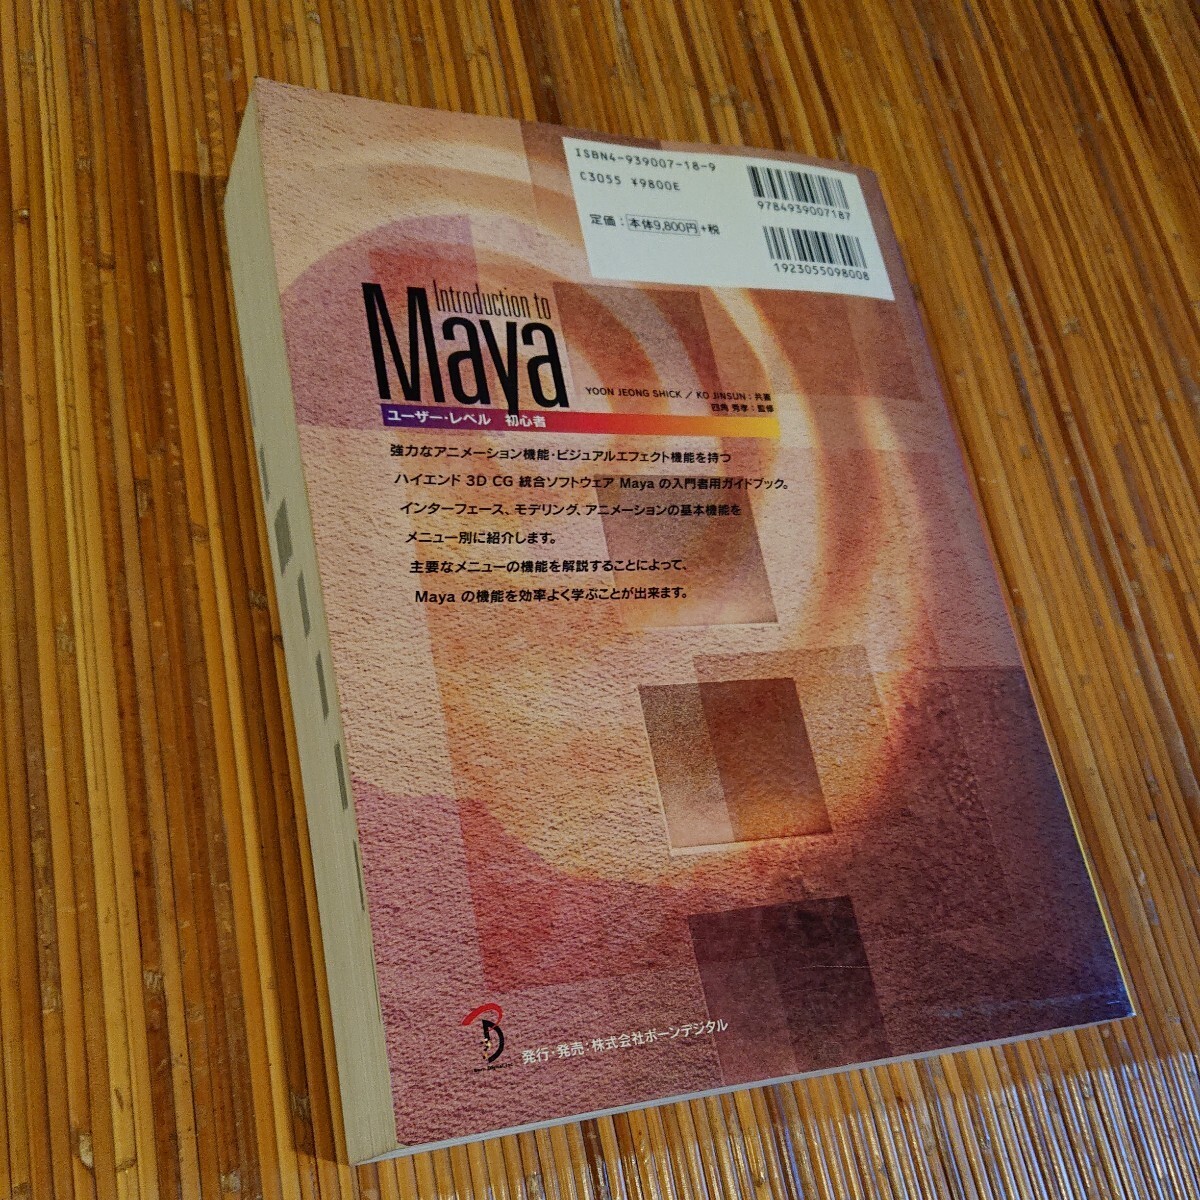 ISBN4-939007-18-9
C3055 ¥9800E
定価：本体9,800円+税
9784939007187
1923055098008
Introduction to
Maya
YOON JEONG SHICK / KO JINSUN：共著
四角 秀孝：監修
ユーザー・レベル 初心者
強力なアニメーション機能・ビジュアルエフェクト機能を持つ
ハイエンド 3D CG 統合ソフトウェア Maya の入門者用ガイドブック。
インターフェース、モデリング、アニメーションの基本機能を
メニュー別に紹介します。
主要なメニューの機能を解説することによって、
Maya の機能を効率よく学ぶことが出来ます。
発行・発売・株式会社ボーンデジタル